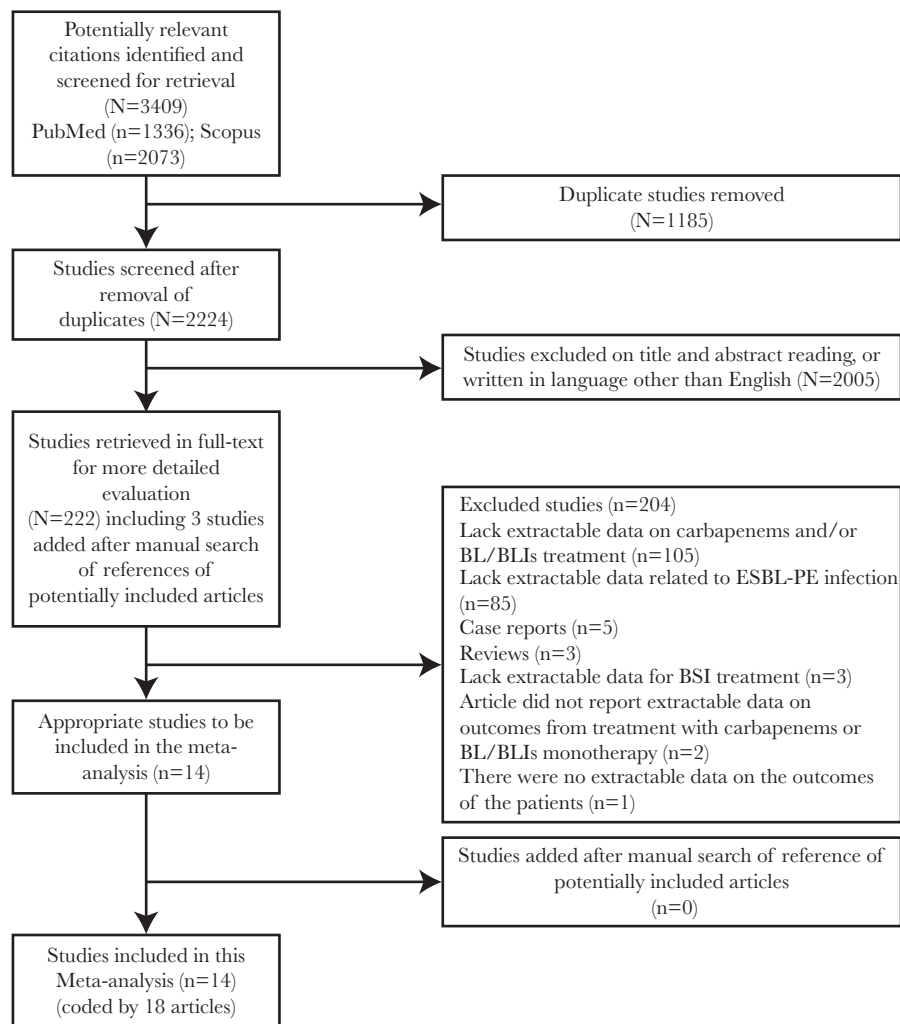 Potentially relevant
citations identified and
screened for retrieval
(N=3409)
PubMed (n=1336); Scopus
(n=2073)
Duplicate studies removed
(N=1185)
Studies screened after
removal of
duplicates (N=2224)
Studies excluded on title and abstract reading, or
written in language other than English (N=2005)
Studies retrieved in full-text
for more detailed
evaluation
(N=222) including 3 studies
added after manual search
of references of
potentially included articles
Excluded studies (n=204)
Lack extractable data on carbapenems and/or
BL/BLIs treatment (n=105)
Lack extractable data related to ESBL-PE infection
(n=85)
Case reports (n=5)
Reviews (n=3)
Lack extractable data for BSI treatment (n=3)
Article did not report extractable data on
outcomes from treatment with carbapenems or
BL/BLIs monotherapy (n=2)
There were no extractable data on the outcomes
of the patients (n=1)
Appropriate studies to be
included in the meta-
analysis (n=14)
Studies added after manual search of reference of
potentially included articles
(n=0)
Studies included in this
Meta-analysis (n=14)
(coded by 18 articles)